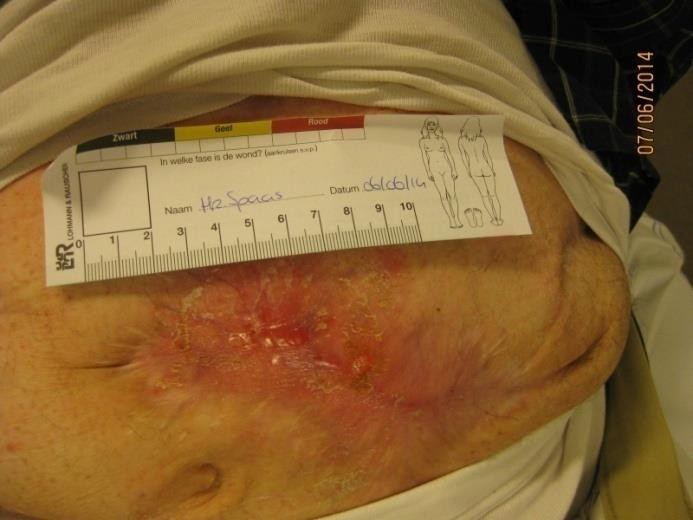 Zwart Geel Rood
In welke fase is de wond? (aankruisen s.v.p.)
Naam Hr. Spaas Datum 06/06/14
L&R LOHMANN & RAUSCHER
0 1 2 3 4 5 6 7 8 9 10
07/06/2014